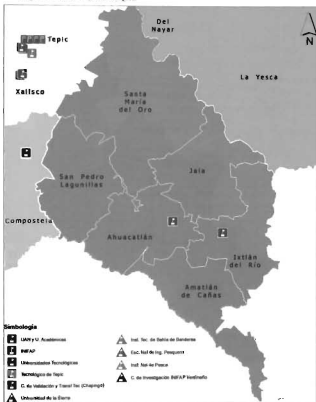 Del
Nayar
N
Tepic
La Yesca
Xalisco
Santa
María
del Oro
San Pedro
Lagunillas
Jala
Compostela
Ahuacatlán
Ixtlán
del Río
Amatlán
de Cañas
Simbología
UAN y U. Académicas
INIFAP
Universidades Tecnológicas
Tecnológico de Tepic
C. de Validación y Transf Tec (Chapingo)
Universidad de la Sierra
Inst. Tec. de Bahía de Banderas
Esc. Nal de Ing. Pesquera
Inst. Nal de Pesca
C. de Investigación INIFAP